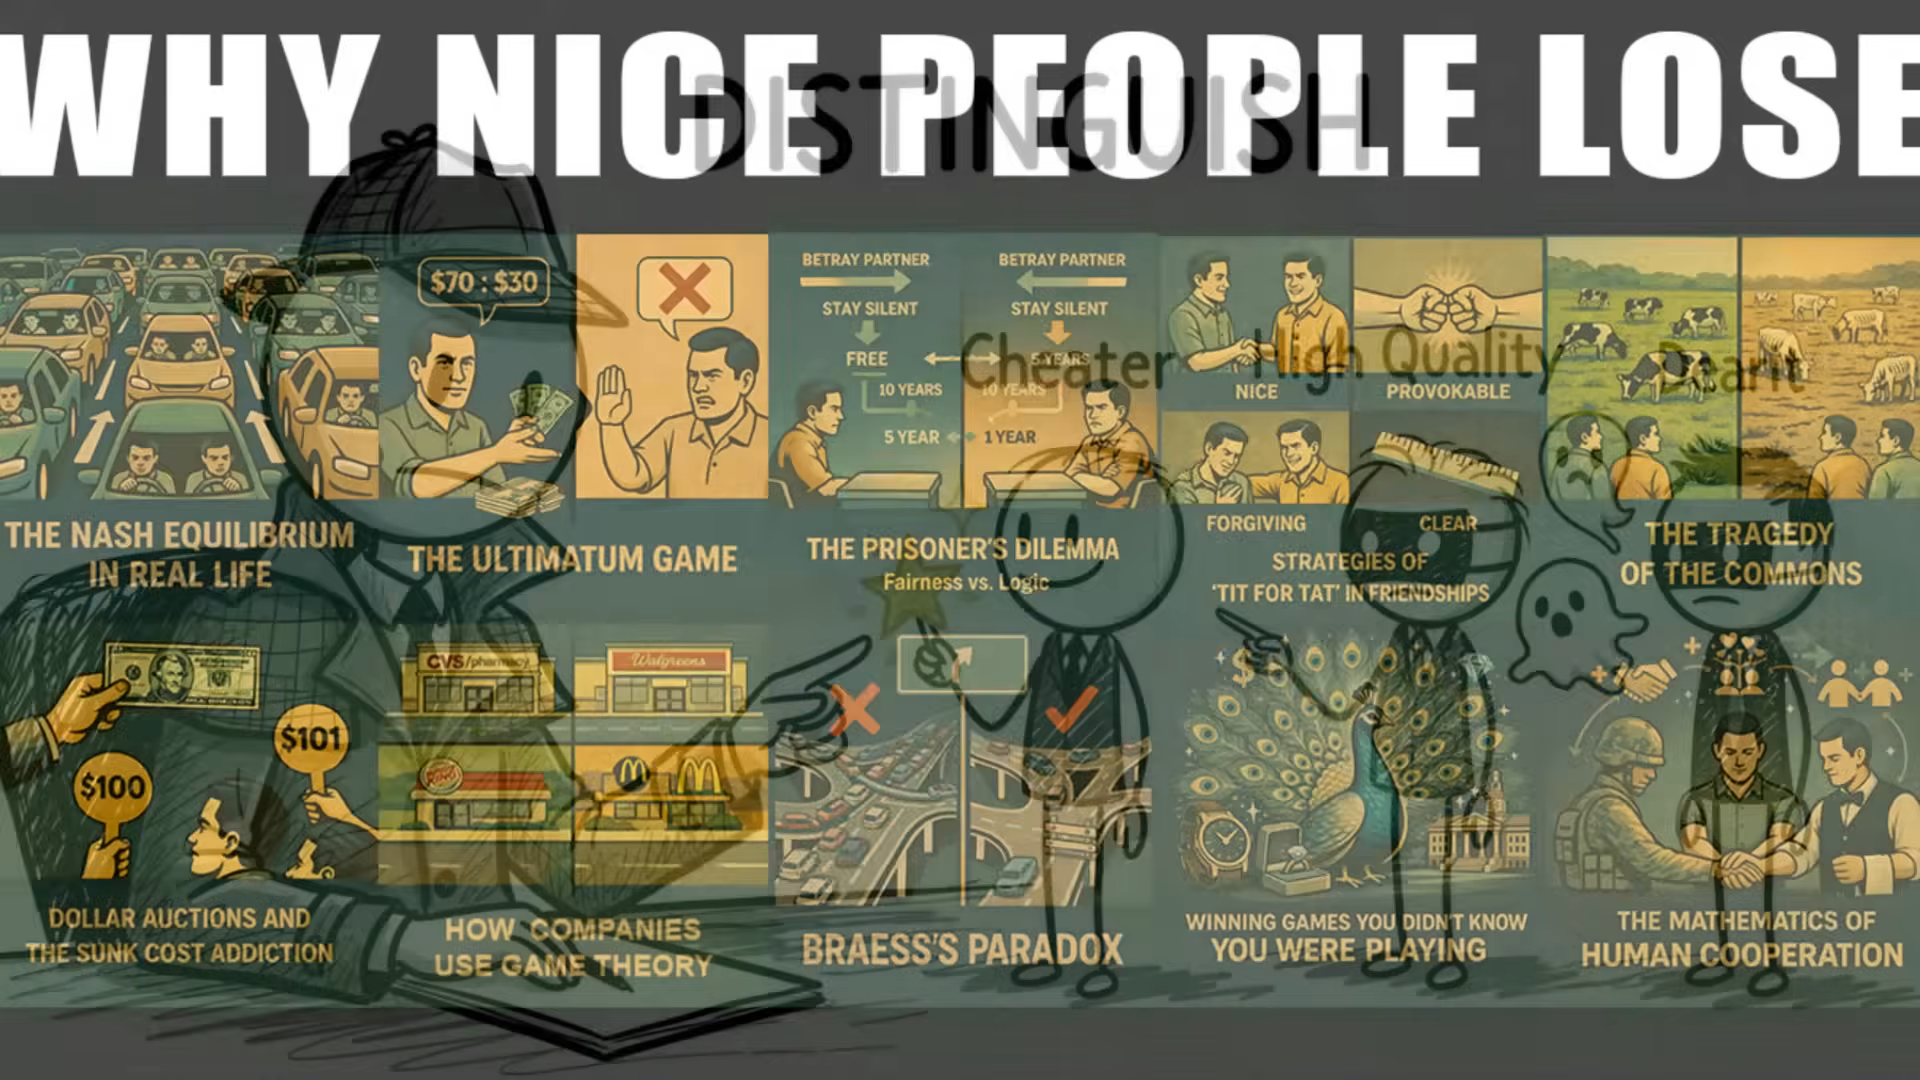 WHY NICE PEOPLE LOSE
DISTINGUISH
$70 : $30
BETRAY PARTNER
STAY SILENT
FREE
10 YEARS
5 YEAR
BETRAY PARTNER
STAY SILENT
5 YEARS
10 YEARS
1 YEAR
Cheater
High Quality
NICE
PROVOKABLE
FORGIVING
CLEAR
THE NASH EQUILIBRIUM
IN REAL LIFE
THE ULTIMATUM GAME
THE PRISONER'S DILEMMA
Fairness vs. Logic
STRATEGIES OF
'TIT FOR TAT' IN FRIENDSHIPS
THE TRAGEDY
OF THE COMMONS
$100
$101
CVS/pharmacy
Walgreens
BURGER KING
$
DOLLAR AUCTIONS AND
THE SUNK COST ADDICTION
HOW COMPANIES
USE GAME THEORY
BRAESS'S PARADOX
WINNING GAMES YOU DIDN'T KNOW
YOU WERE PLAYING
THE MATHEMATICS OF
HUMAN COOPERATION